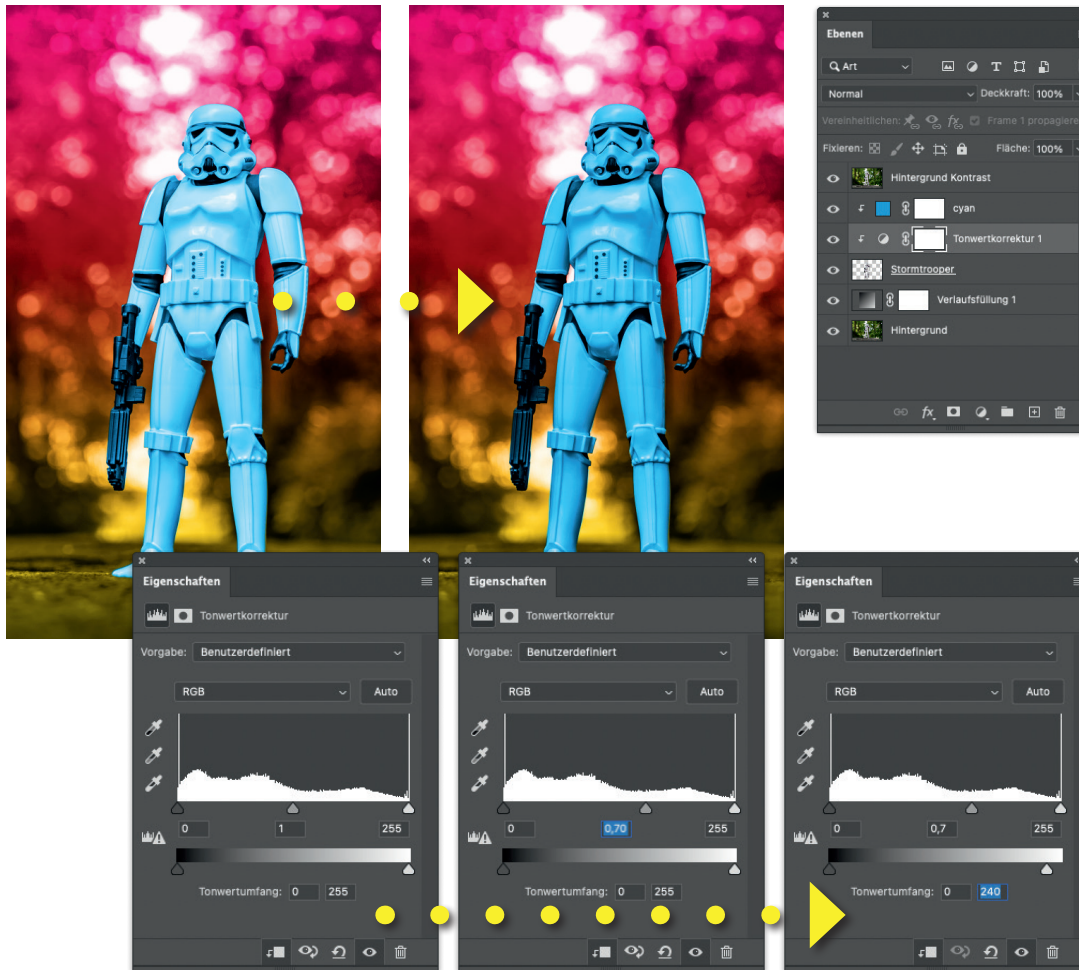 Ebenen
Art
Normal
Deckkraft: 100%
Vereinheitlichen:
Frame 1 propagiere
Fixieren:
Fläche: 100%
Hintergrund Kontrast
cyan
Tonwertkorrektur 1
Stormtrooper
Verlaufsfüllung 1
Hintergrund
fx
Eigenschaften
Tonwertkorrektur
Vorgabe: Benutzerdefiniert
RGB
Auto
0 1 255
Tonwertumfang: 0 255
Eigenschaften
Tonwertkorrektur
Vorgabe: Benutzerdefiniert
RGB
Auto
0 0,70 255
Tonwertumfang: 0 255
Eigenschaften
Tonwertkorrektur
Vorgabe: Benutzerdefiniert
RGB
Auto
0 0,7 255
Tonwertumfang: 0 240